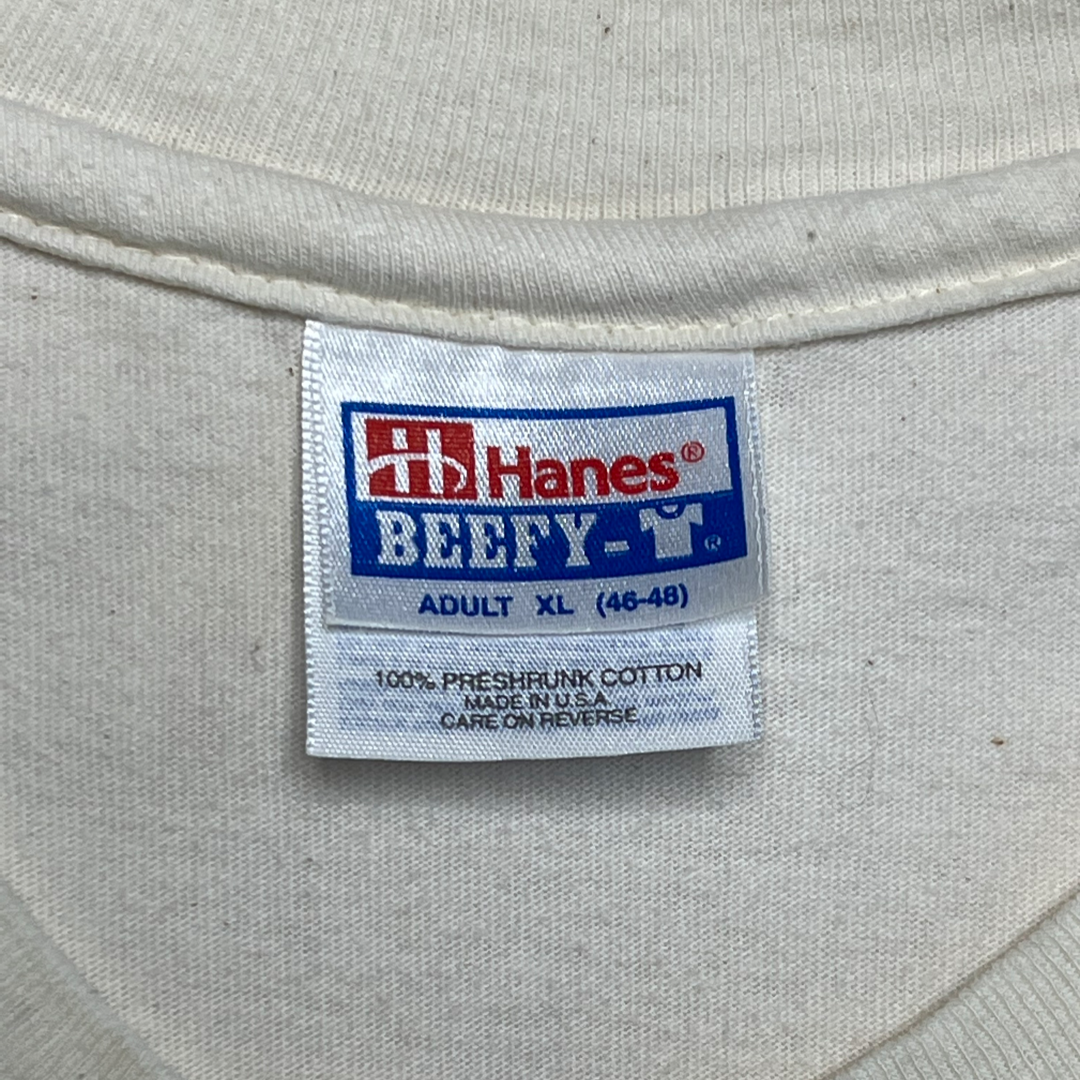 Hanes®
BEEFY-T®
ADULT XL (46-48)
100% PRESHRUNK COTTON
MADE IN U.S.A.
CARE ON REVERSE